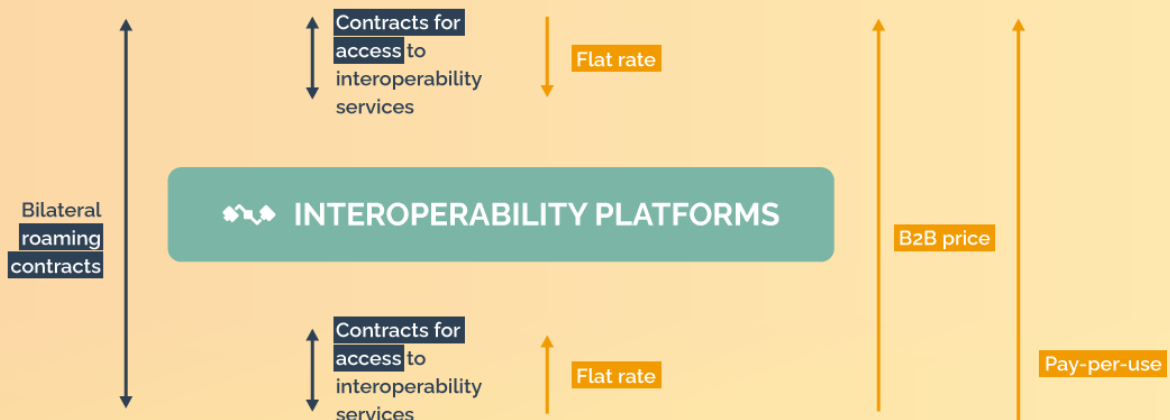 Contracts for
access to
interoperability
services
Flat rate
Bilateral
roaming
contracts
INTEROPERABILITY PLATFORMS
B2B price
Contracts for
access to
interoperability
services
Flat rate
Pay-per-use